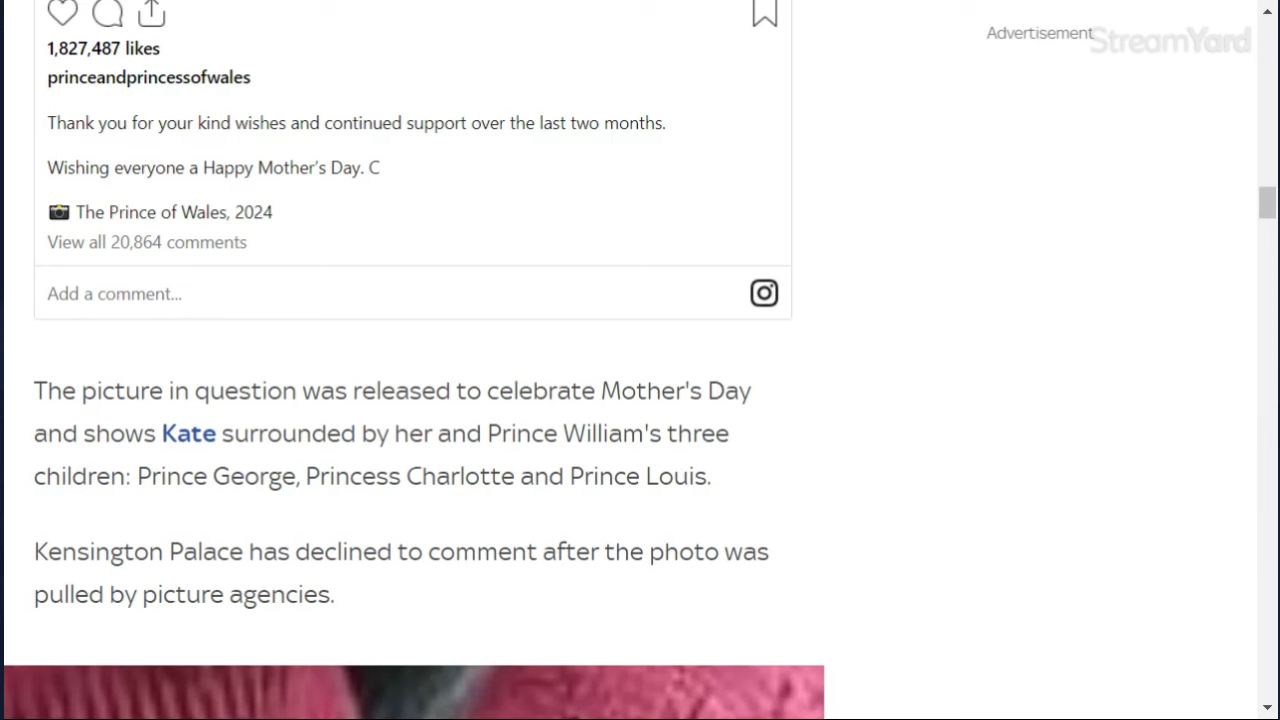 Advertisement
StreamYard
1,827,487 likes
princeandprincessofwales
Thank you for your kind wishes and continued support over the last two months.
Wishing everyone a Happy Mother’s Day. C
📸 The Prince of Wales, 2024
View all 20,864 comments
Add a comment...
The picture in question was released to celebrate Mother's Day
and shows Kate surrounded by her and Prince William's three
children: Prince George, Princess Charlotte and Prince Louis.
Kensington Palace has declined to comment after the photo was
pulled by picture agencies.